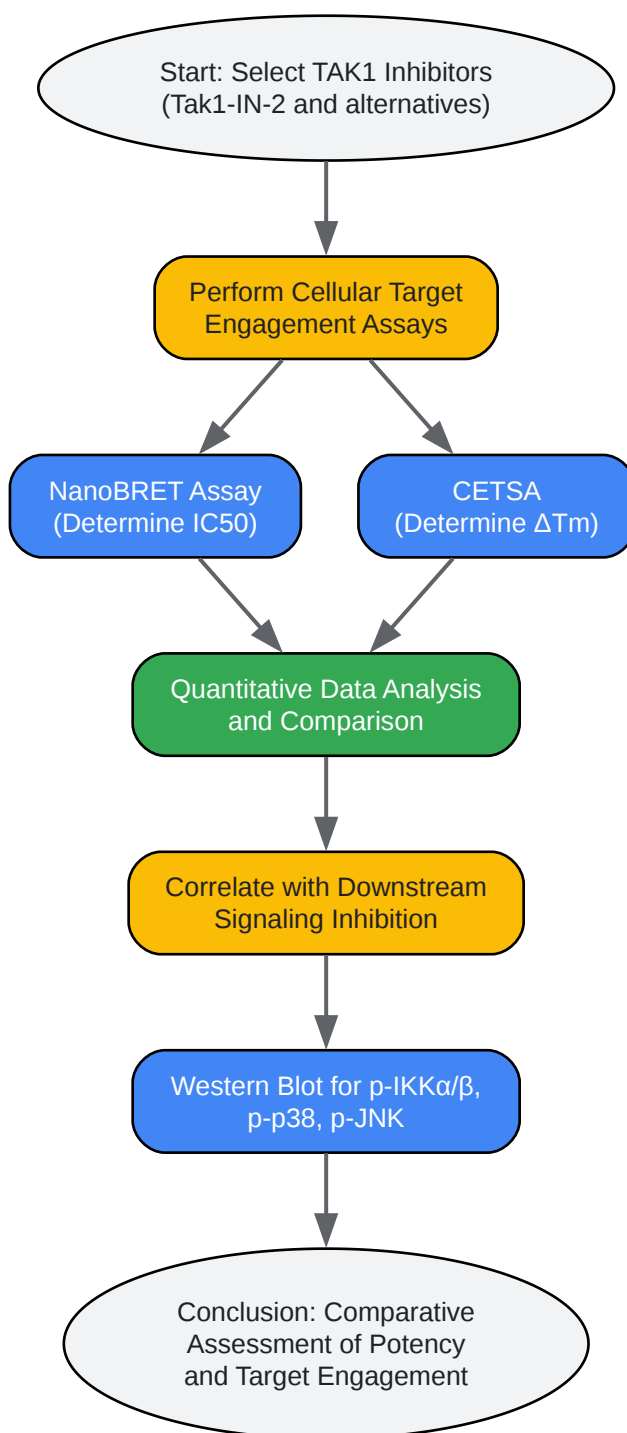 Start: Select TAK1 Inhibitors
(Tak1-IN-2 and alternatives)
Perform Cellular Target
Engagement Assays
NanoBRET Assay
(Determine IC50)
CETSA
(Determine ΔTm)
Quantitative Data Analysis
and Comparison
Correlate with Downstream
Signaling Inhibition
Western Blot for p-IKKα/β,
p-p38, p-JNK
Conclusion: Comparative
Assessment of Potency
and Target Engagement